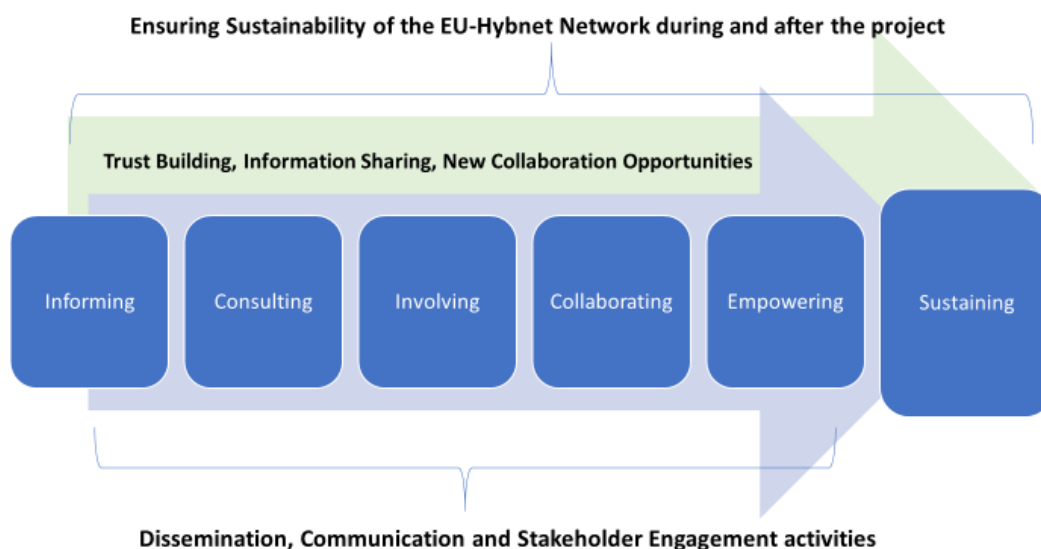 Ensuring Sustainability of the EU-Hybnet Network during and after the project
Trust Building, Information Sharing, New Collaboration Opportunities
Informing
Consulting
Involving
Collaborating
Empowering
Sustaining
Dissemination, Communication and Stakeholder Engagement activities